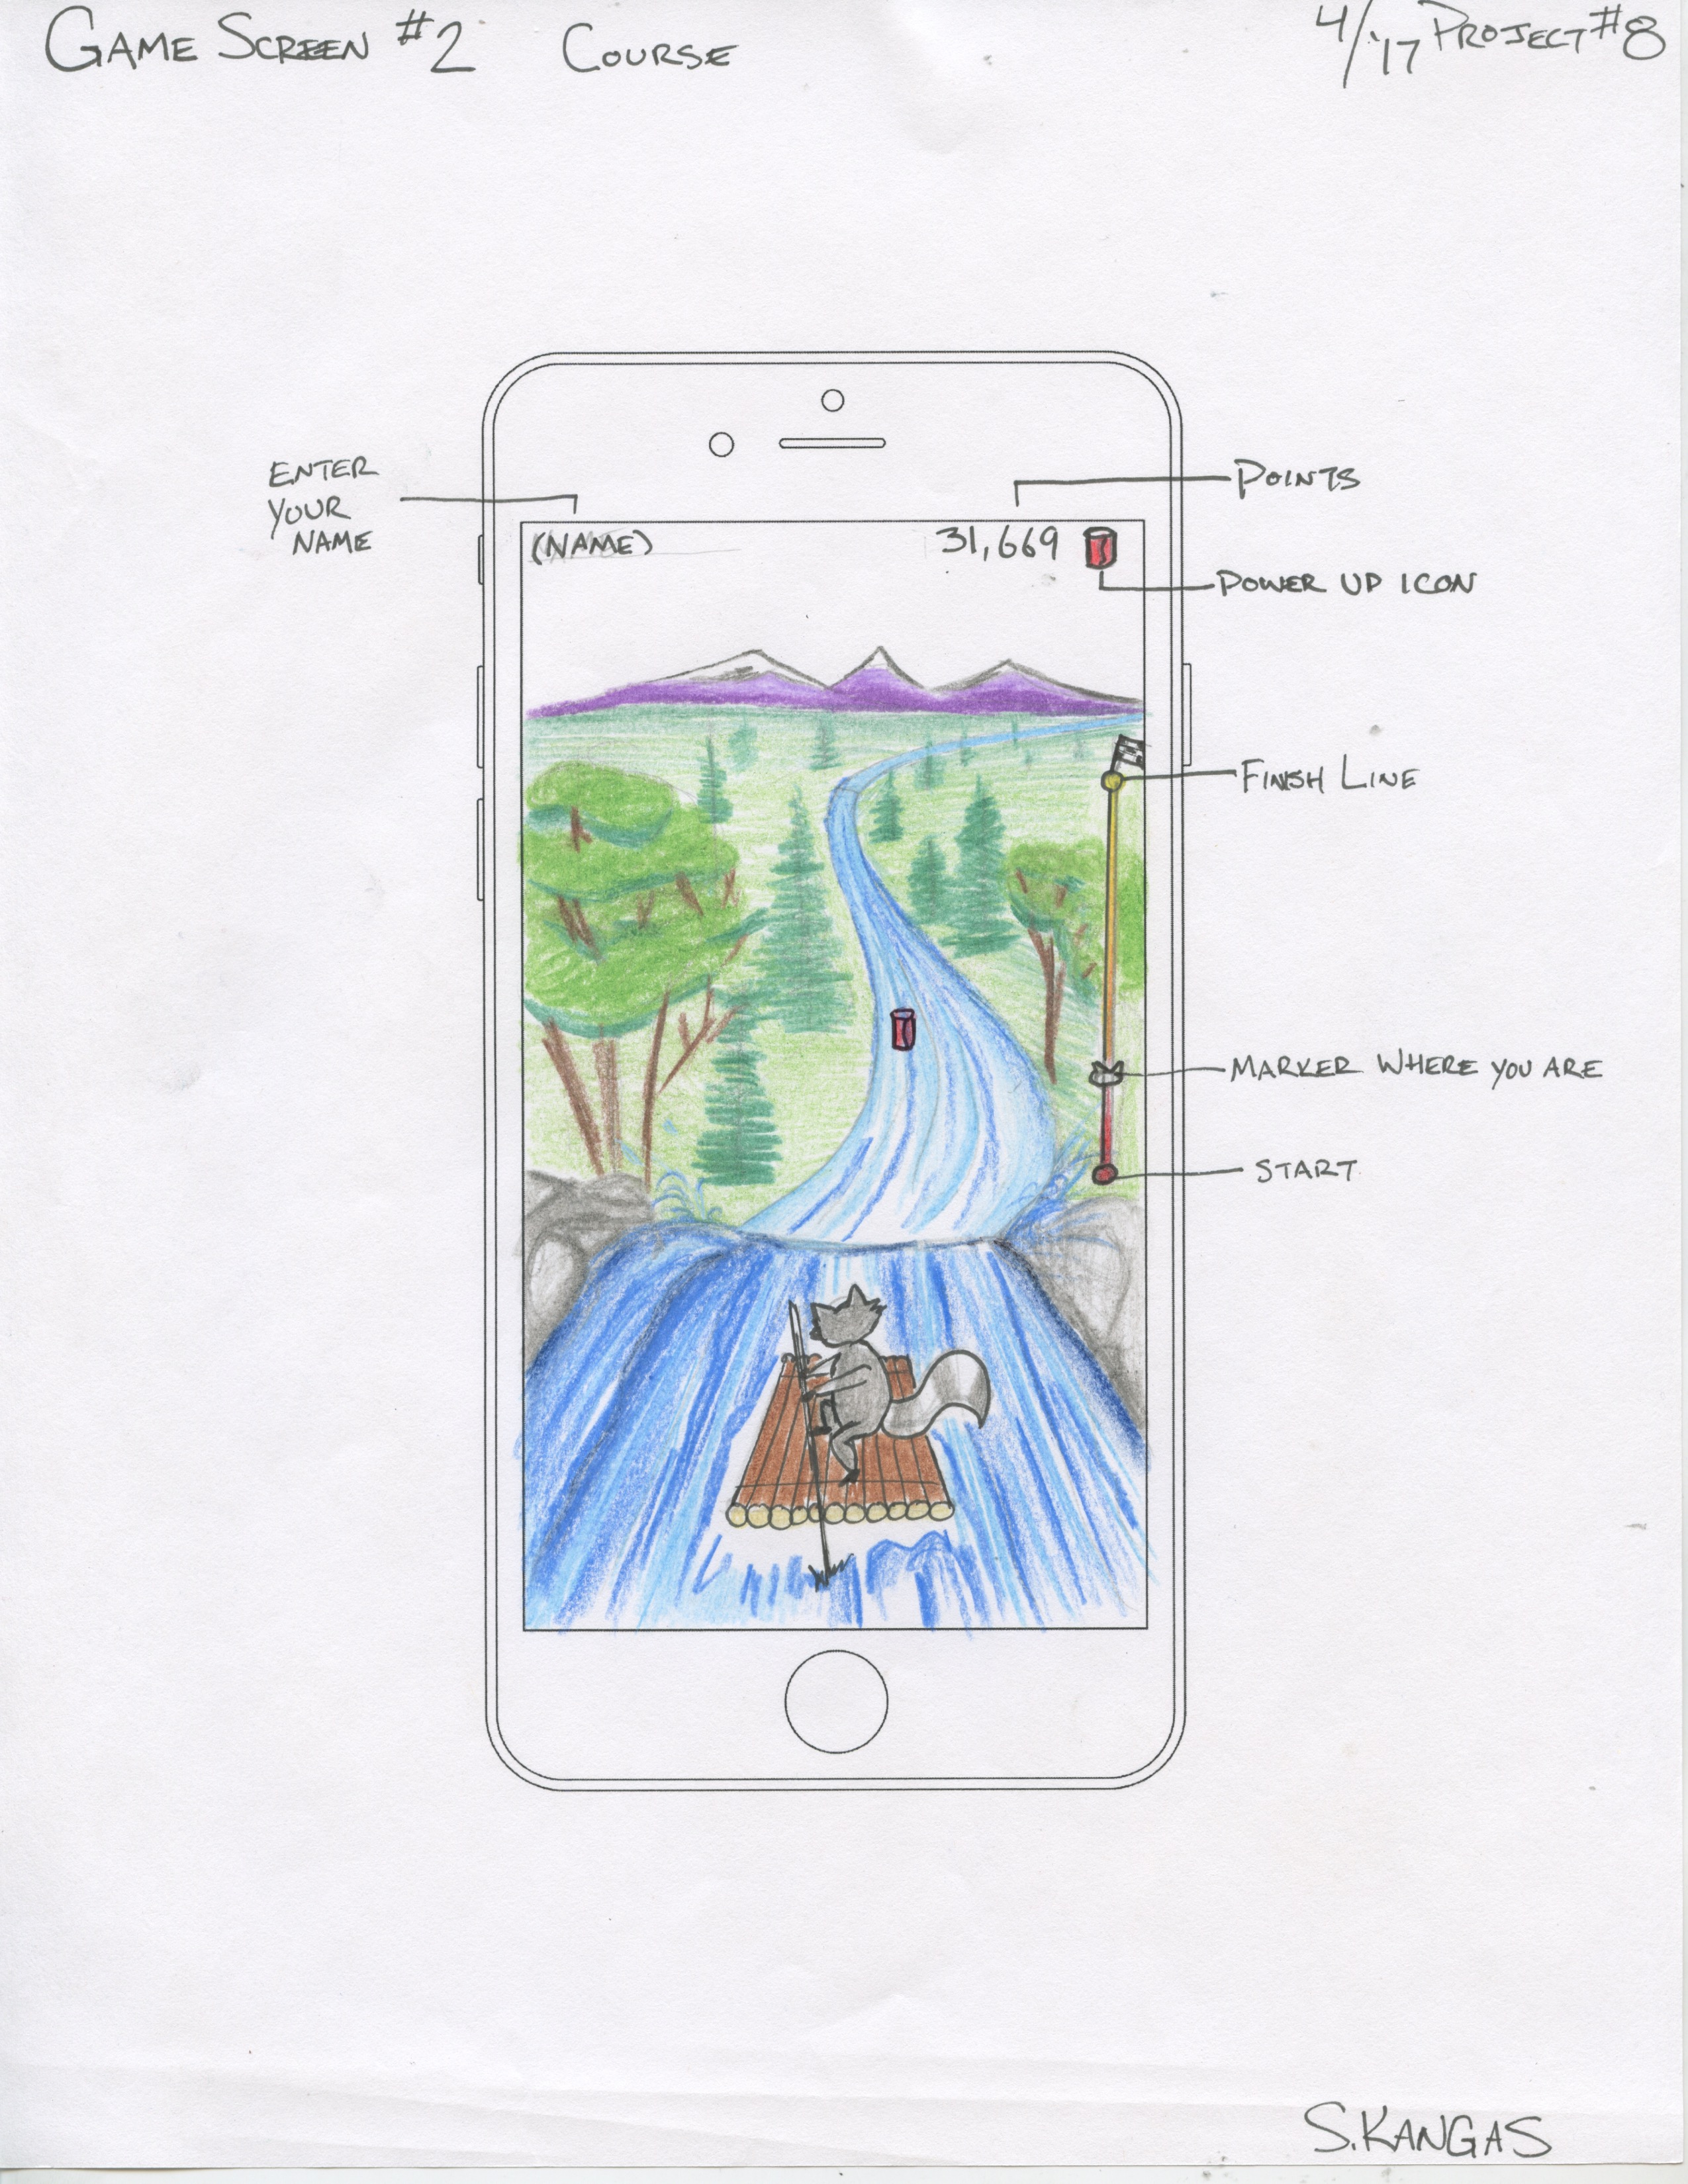 GAME SCREEN #2 COURSE
4/'17 PROJECT #8
ENTER
YOUR
NAME
POINTS
(NAME)
31,669
POWER UP ICON
FINISH LINE
MARKER WHERE YOU ARE
START
S.KANGAS